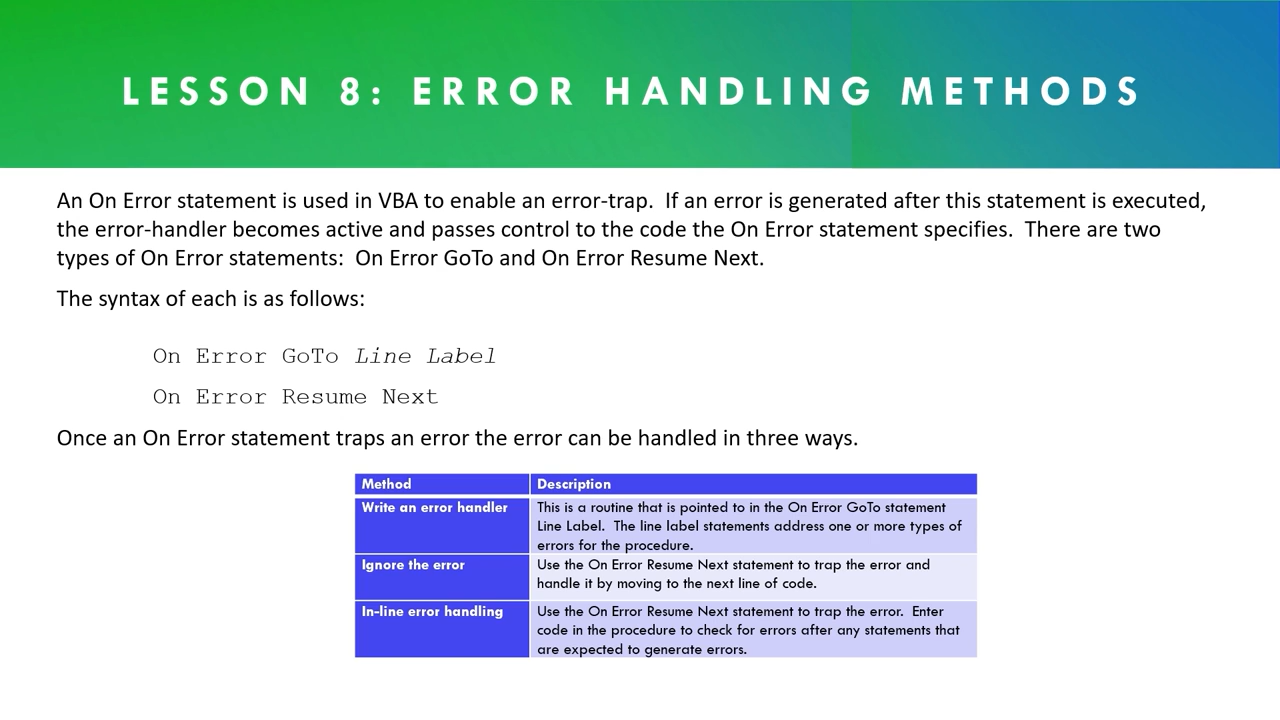 LESSON 8: ERROR HANDLING METHODS
An On Error statement is used in VBA to enable an error-trap.  If an error is generated after this statement is executed,
the error-handler becomes active and passes control to the code the On Error statement specifies.  There are two
types of On Error statements:  On Error GoTo and On Error Resume Next.
The syntax of each is as follows:
On Error GoTo Line Label
On Error Resume Next
Once an On Error statement traps an error the error can be handled in three ways.
Method Description
Write an error handler This is a routine that is pointed to in the On Error GoTo statement
Line Label.  The line label statements address one or more types of
errors for the procedure.
Ignore the error Use the On Error Resume Next statement to trap the error and
handle it by moving to the next line of code.
In-line error handling Use the On Error Resume Next statement to trap the error.  Enter
code in the procedure to check for errors after any statements that
are expected to generate errors.